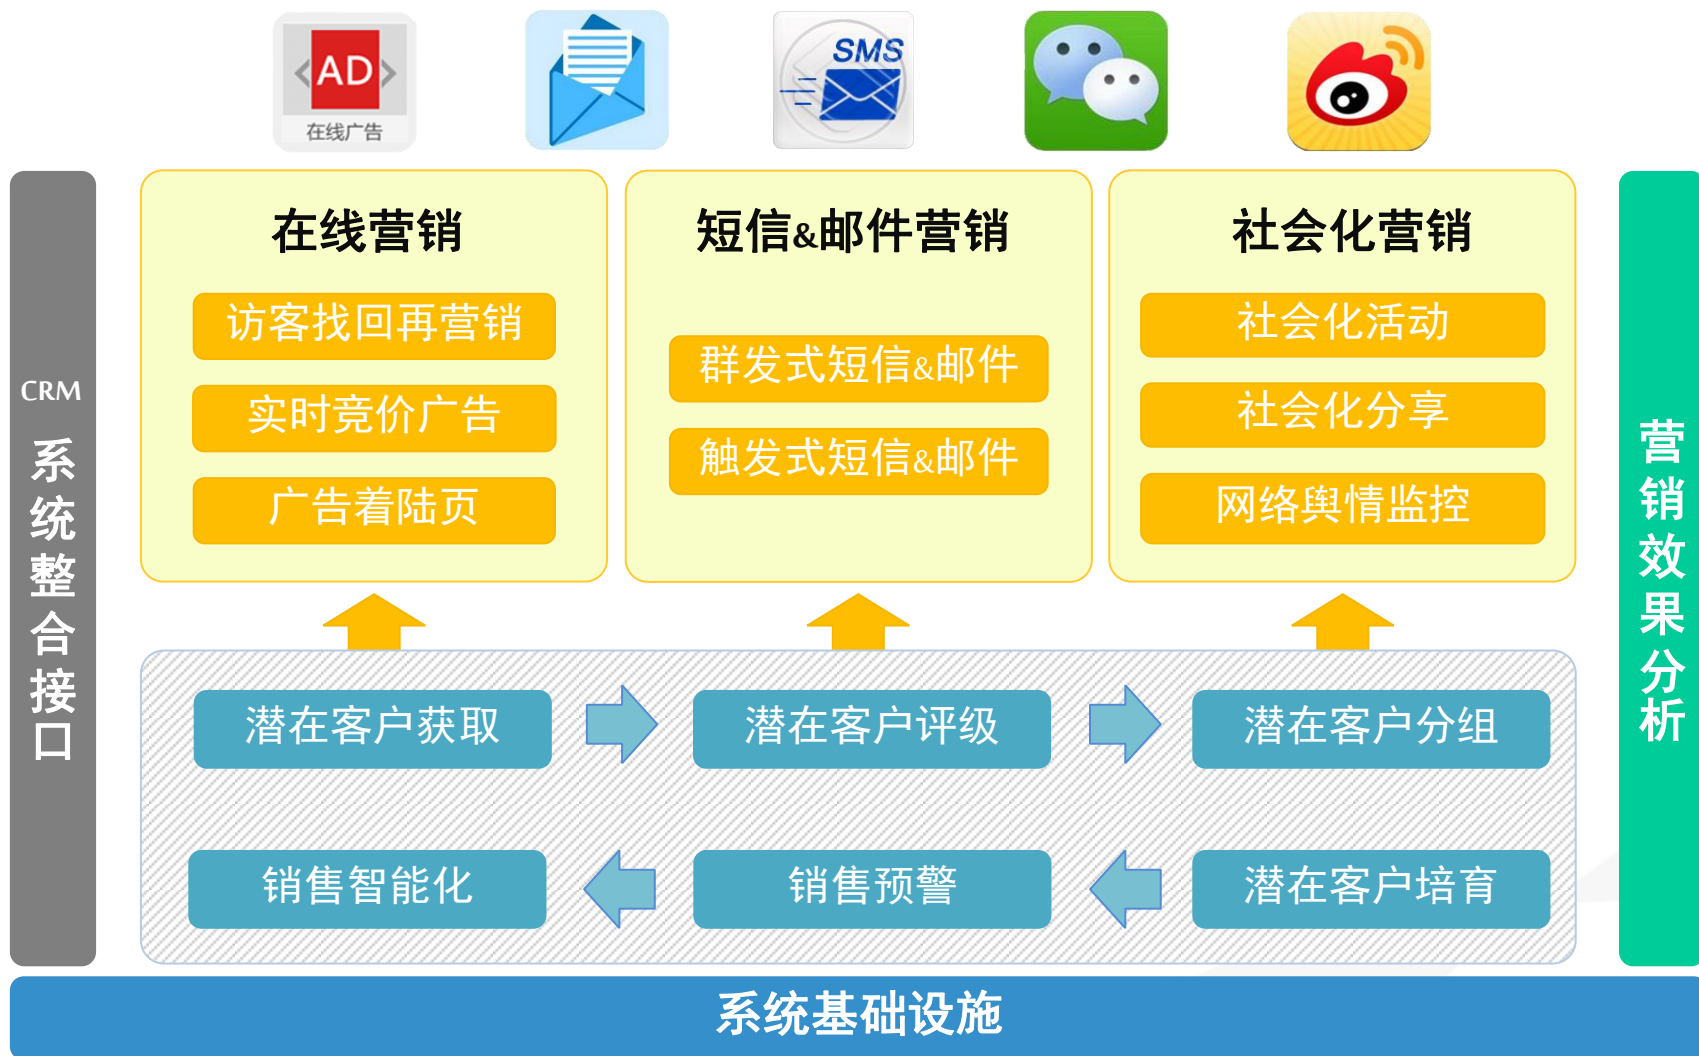 AD
在线广告
SMS
在线营销
访客找回再营销
实时竞价广告
广告着陆页
短信&邮件营销
群发式短信&邮件
触发式短信&邮件
社会化营销
社会化活动
社会化分享
网络舆情监控
CRM
系统整合接口
营销效果分析
潜在客户获取
潜在客户评级
潜在客户分组
销售智能化
销售预警
潜在客户培育
系统基础设施